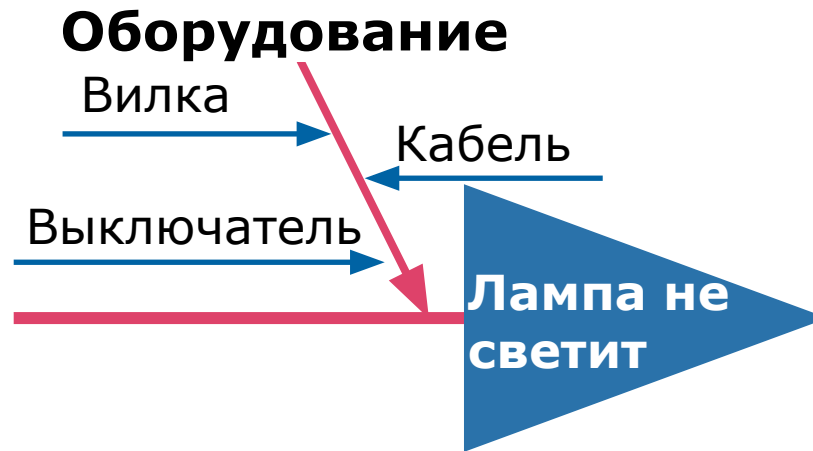 Оборудование
Вилка
Кабель
Выключатель
Лампа не
светит